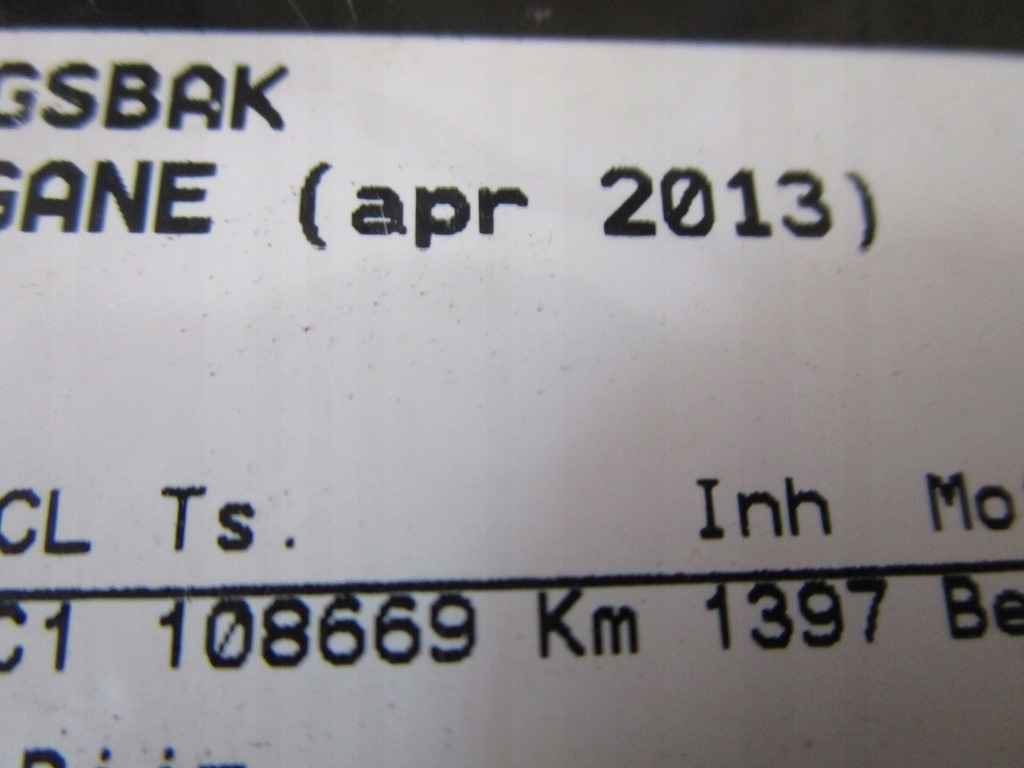 GSBAK
GANE (apr 2013)
CL Ts. Inh Mo
C1 108669 Km 1397 Be